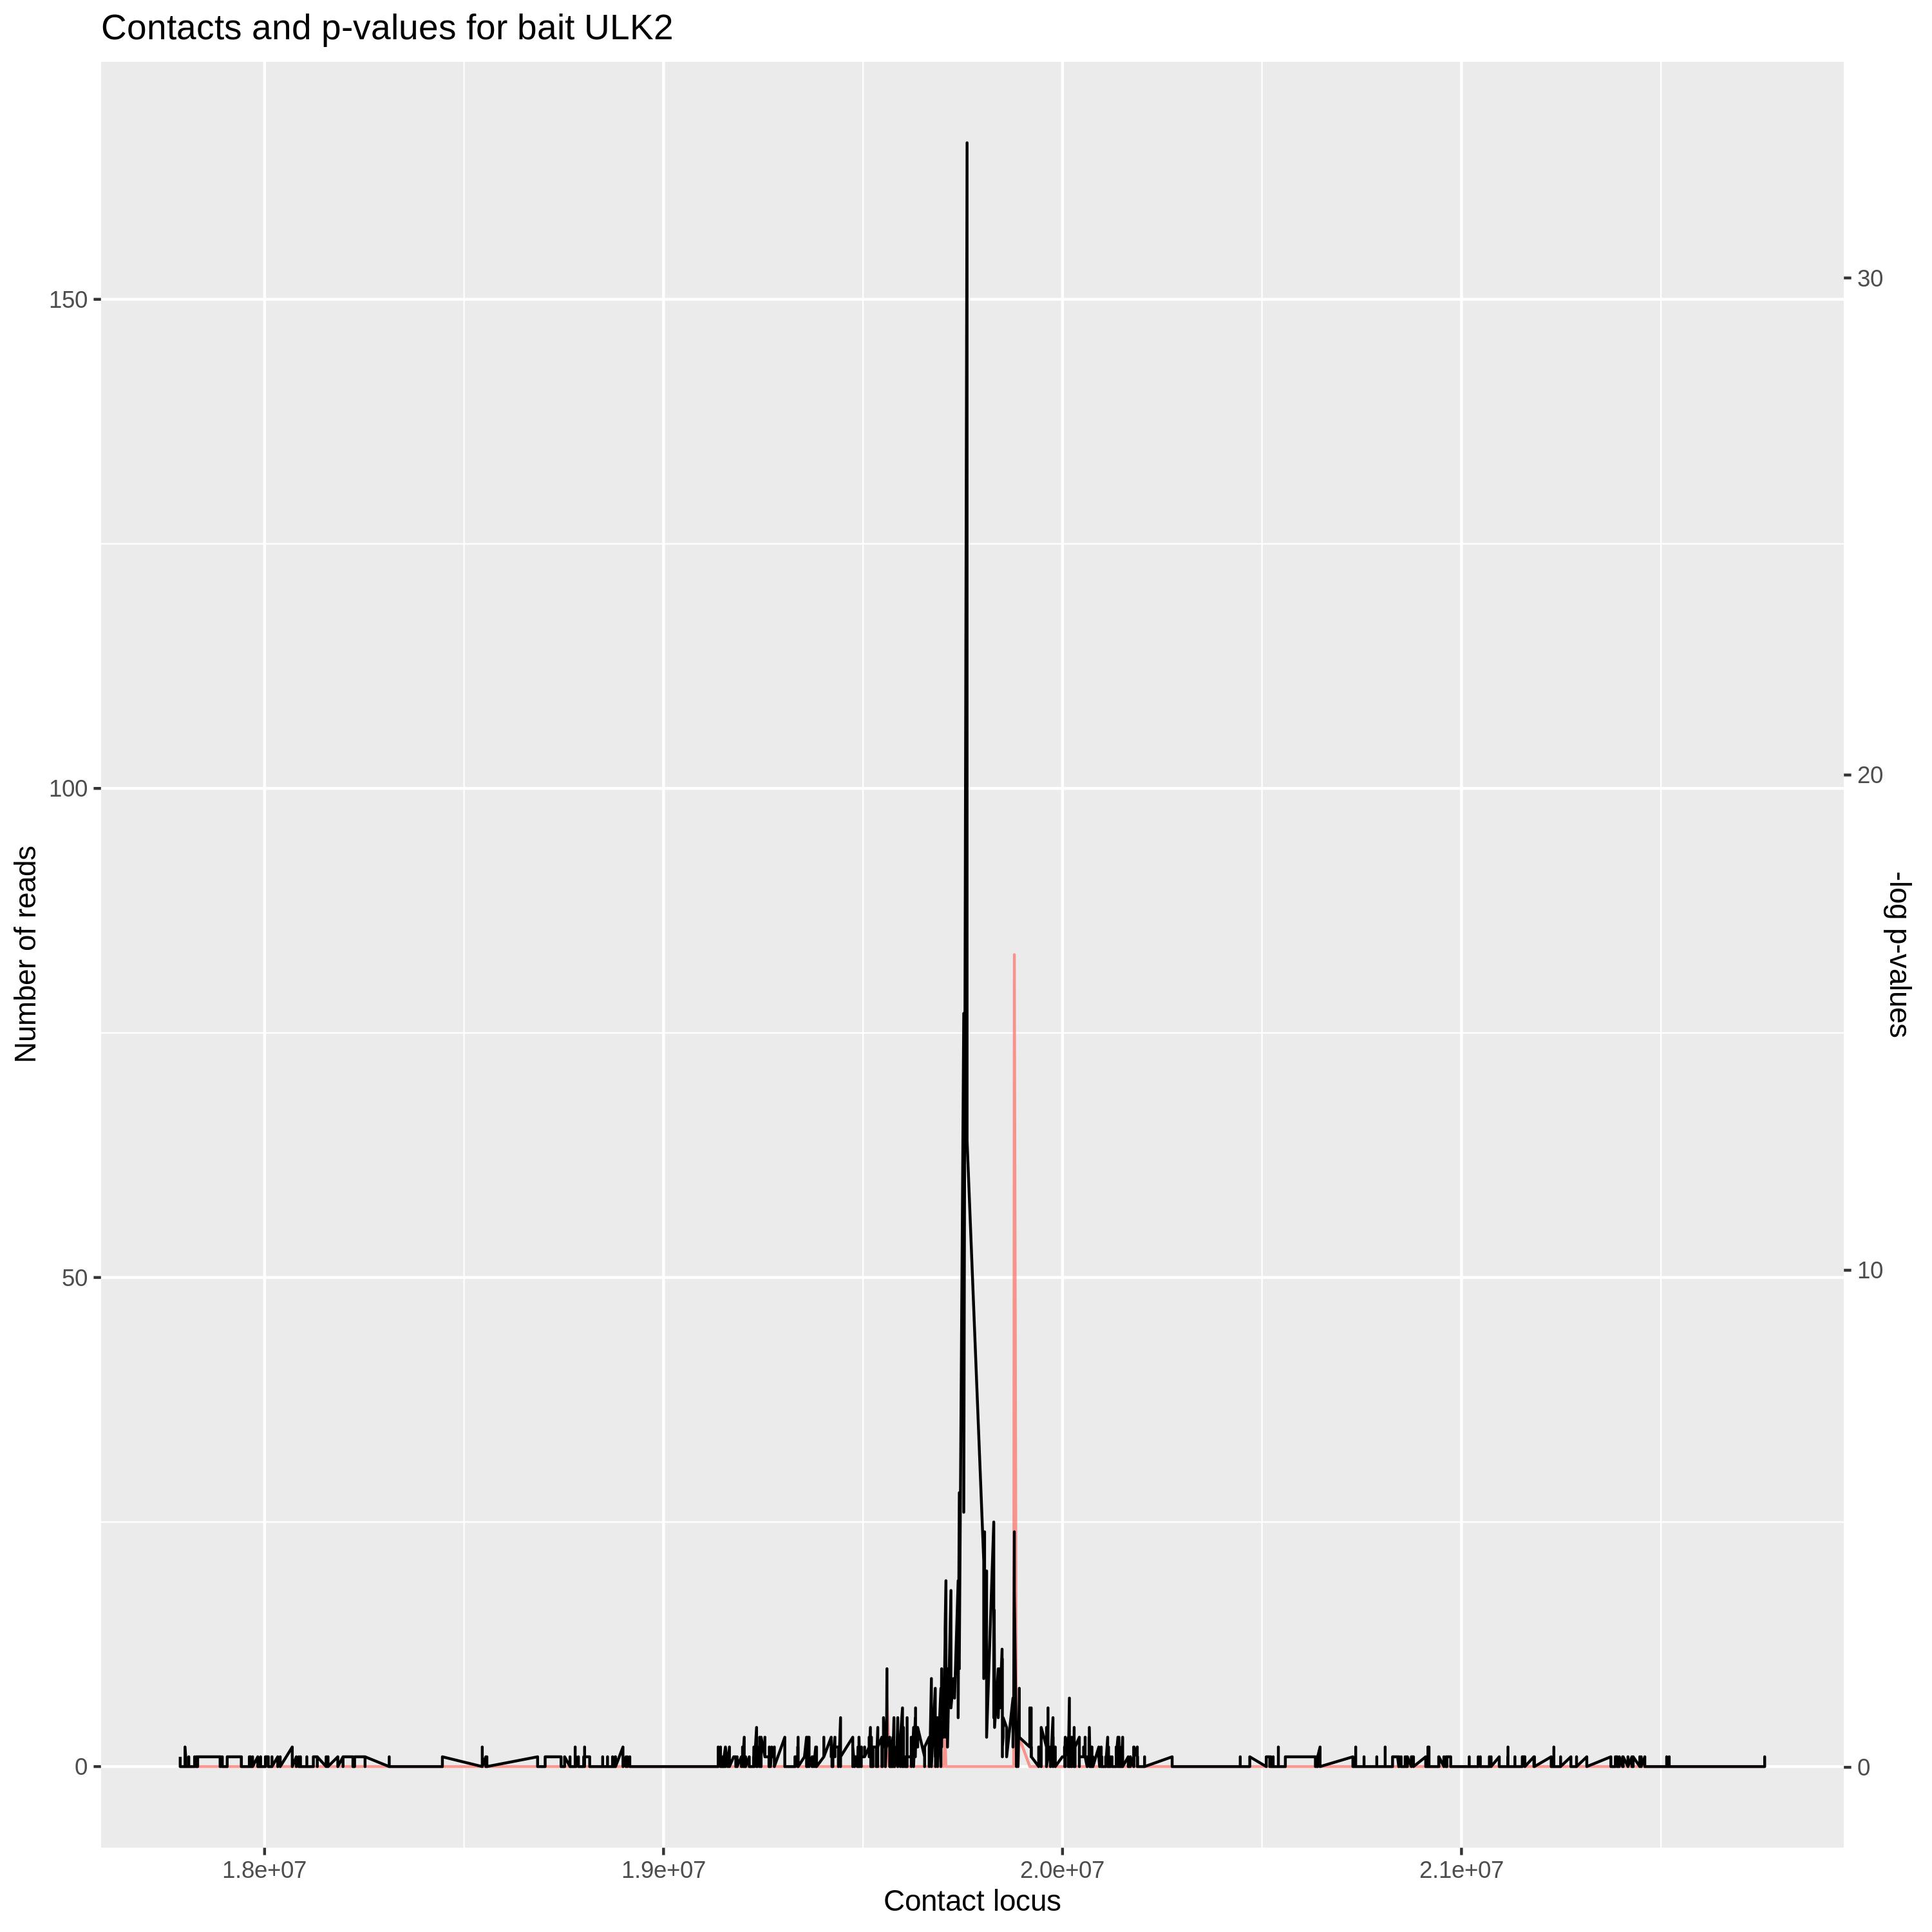 Contacts and p-values for bait ULK2
150
100
50
0
Number of reads
30
20
10
0
-log p-values
1.8e+07
1.9e+07
2.0e+07
2.1e+07
Contact locus